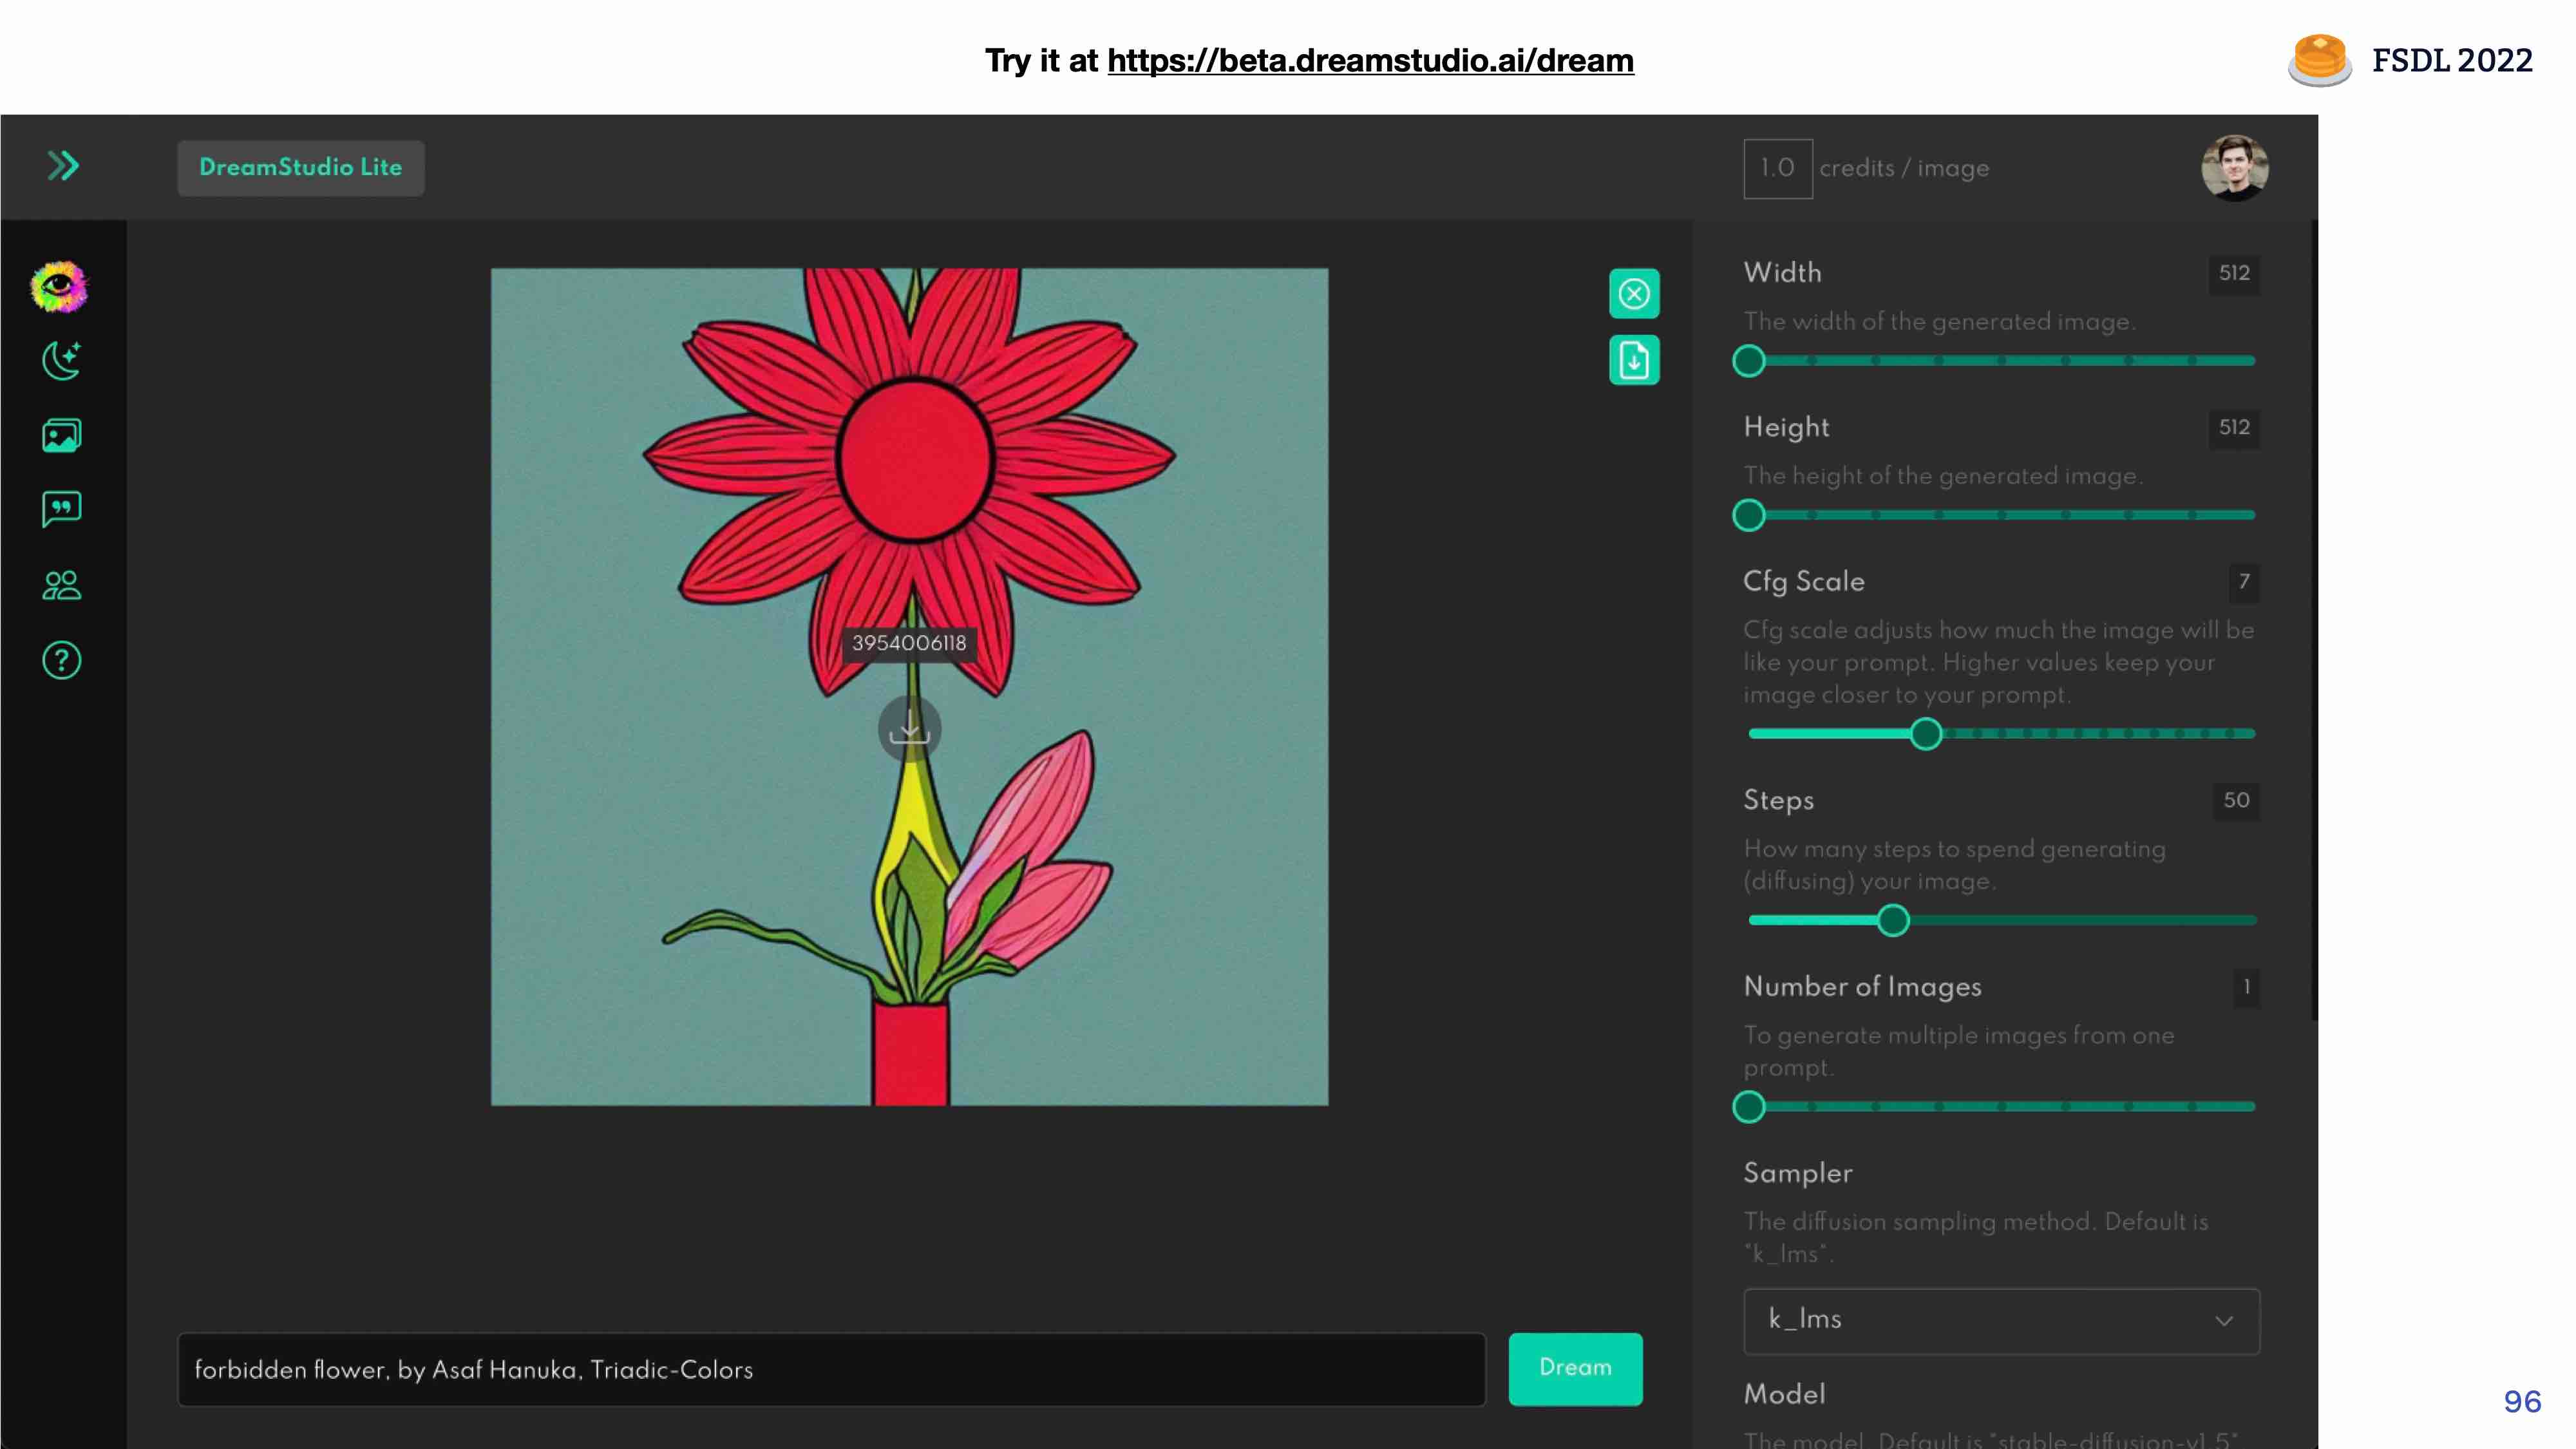 Try it at https://beta.dreamstudio.ai/dream
FSDL 2022
DreamStudio Lite
1.0 credits / image
Width 512
The width of the generated image.
Height 512
The height of the generated image.
Cfg Scale 7
Cfg scale adjusts how much the image will be
like your prompt. Higher values keep your
image closer to your prompt.
3954006118
Steps 50
How many steps to spend generating
(diffusing) your image.
Number of Images 1
To generate multiple images from one
prompt.
Sampler
The diffusion sampling method. Default is
"k_lms".
k_lms
forbidden flower, by Asaf Hanuka, Triadic-Colors
Dream
Model
The model. Default is "stable-diffusion-v1.5"
96